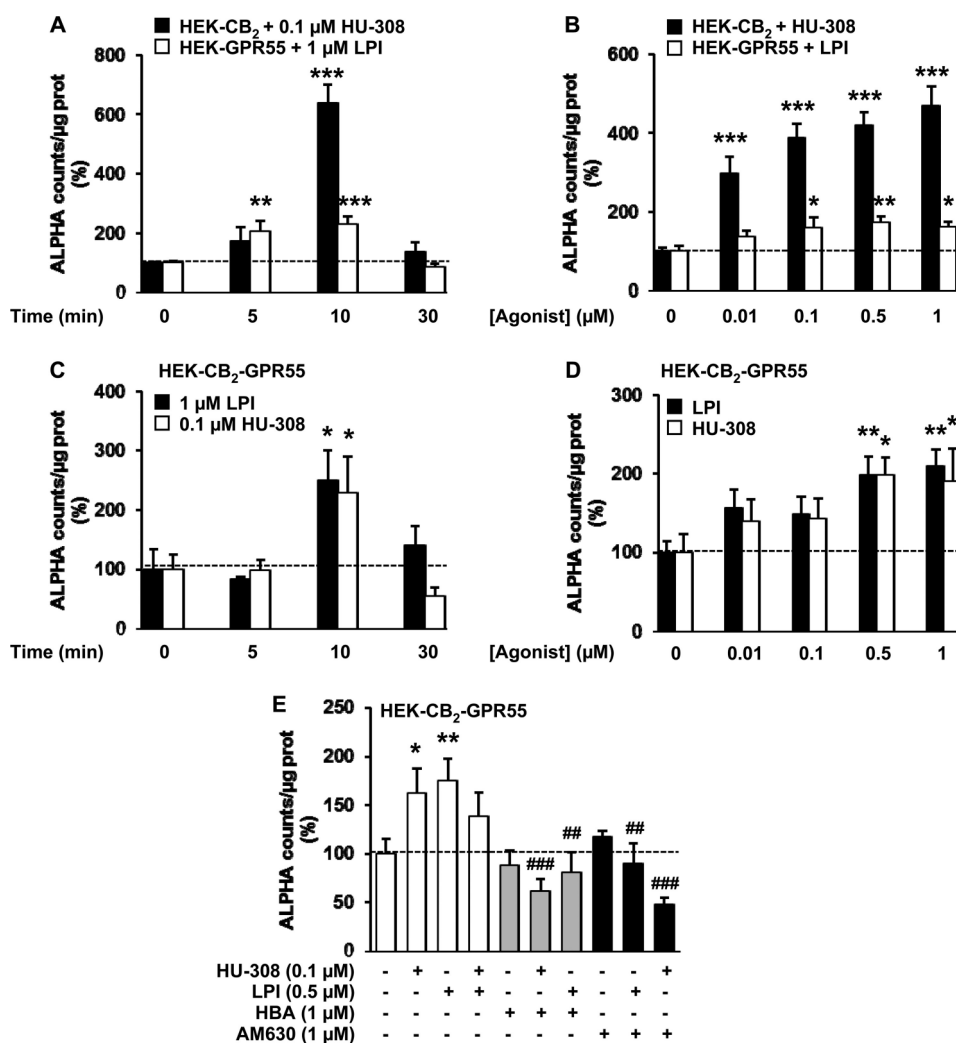 A
HEK-CB2 + 0.1 µM HU-308
HEK-GPR55 + 1 µM LPI
ALPHA counts/µg prot
(%)
800
600
400
200
0
** *** ***
Time (min) 0 5 10 30
B
HEK-CB2 + HU-308
HEK-GPR55 + LPI
ALPHA counts/µg prot
(%)
600
400
200
0
*** *** * *** ** *** *
[Agonist] (µM) 0 0.01 0.1 0.5 1
C
HEK-CB2-GPR55
1 µM LPI
0.1 µM HU-308
ALPHA counts/µg prot
(%)
400
300
200
100
0
* *
Time (min) 0 5 10 30
D
HEK-CB2-GPR55
LPI
HU-308
ALPHA counts/µg prot
(%)
300
200
100
0
** * ** *
[Agonist] (µM) 0 0.01 0.1 0.5 1
E
HEK-CB2-GPR55
ALPHA counts/µg prot
(%)
250
200
150
100
50
0
* ** ### ## ## ###
HU-308 (0.1 µM) - + - + - + - - - +
LPI (0.5 µM) - - + + - - + - + -
HBA (1 µM) - - - - + + + - - -
AM630 (1 µM) - - - - - - - + + +